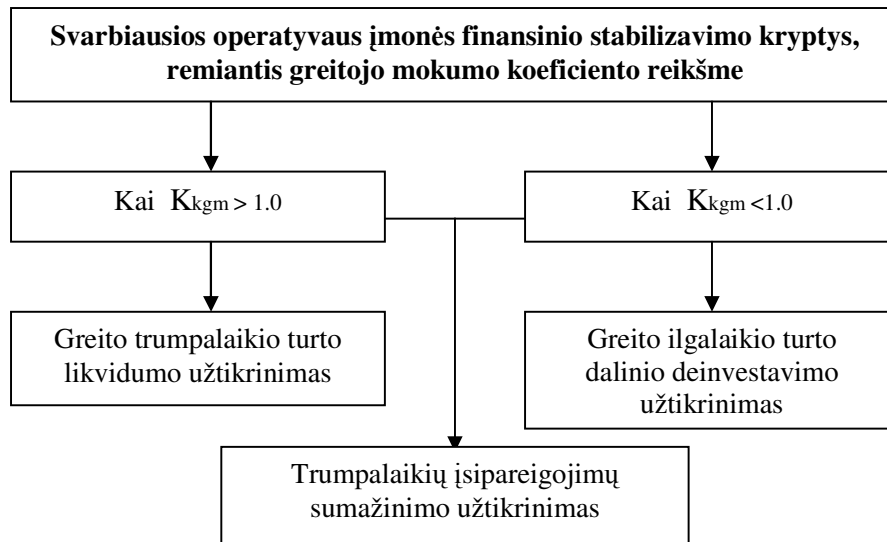 Svarbiausios operatyvaus įmonės finansinio stabilizavimo kryptys,
remiantis greitojo mokumo koeficiento reikšme
Kai Kkgm > 1.0
Kai Kkgm <1.0
Greito trumpalaikio turto
likvidumo užtikrinimas
Greito ilgalaikio turto
dalinio deinvestavimo
užtikrinimas
Trumpalaikių įsipareigojimų
sumažinimo užtikrinimas